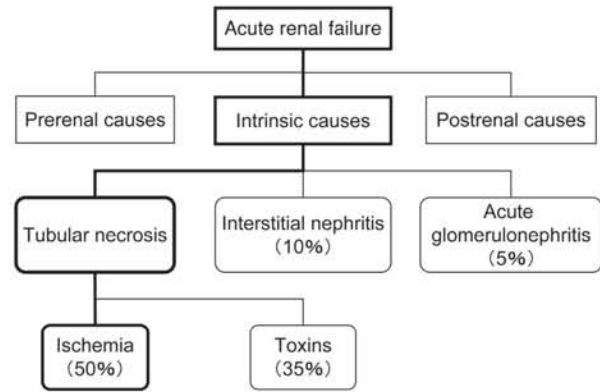 Acute renal failure
Prerenal causes
Intrinsic causes
Postrenal causes
Tubular necrosis
Interstitial nephritis
(10%)
Acute
glomerulonephritis
(5%)
Ischemia
(50%)
Toxins
(35%)